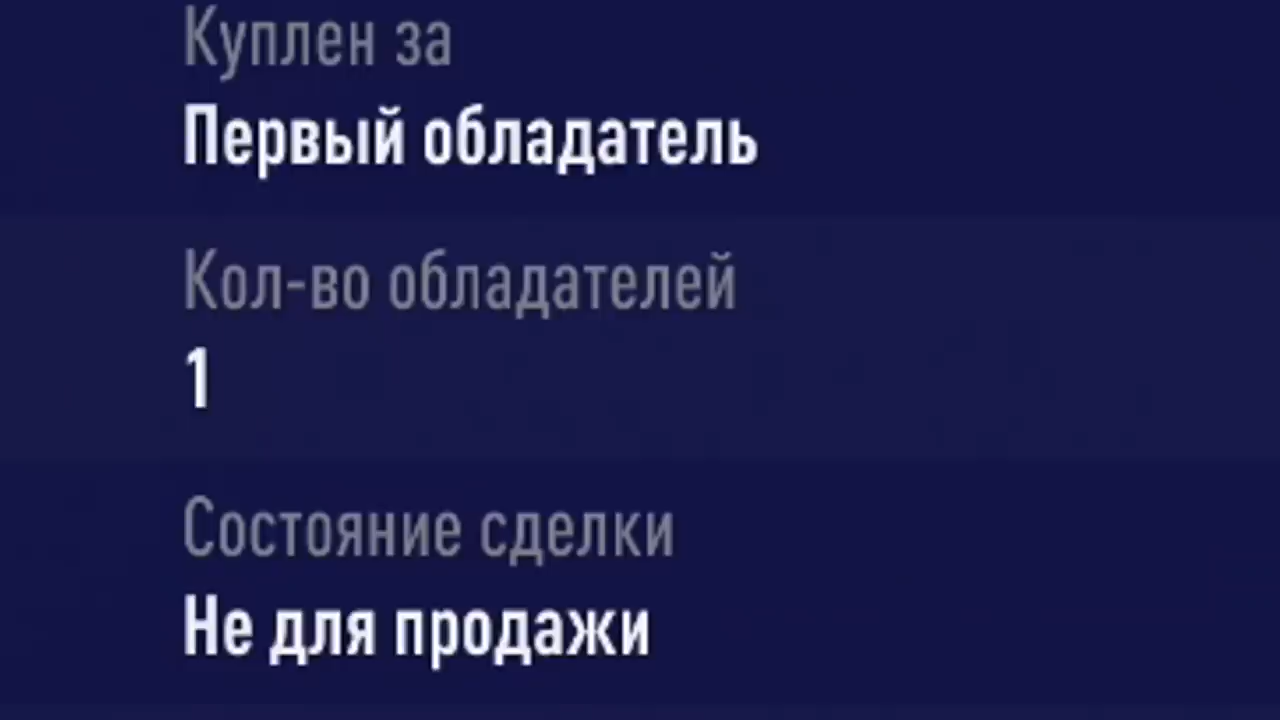 Куплен за
Первый обладатель
Кол-во обладателей
1
Состояние сделки
Не для продажи